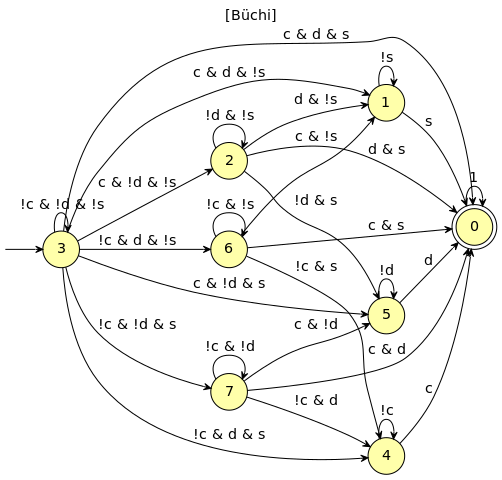 [Büchi]
c & d & s
c & d & !s
!s
1
d & !s
!d & !s
s
2
c & !s
d & s
1
c & !d & !s
!c & !d & !s
!c & !s
!d & s
c & s
0
3
!c & d & !s
6
!c & s
d
!d
c & !d & s
5
!c & !d & s
c & !d
!c & !d
c & d
7
!c & d
c
!c
!c & d & s
4